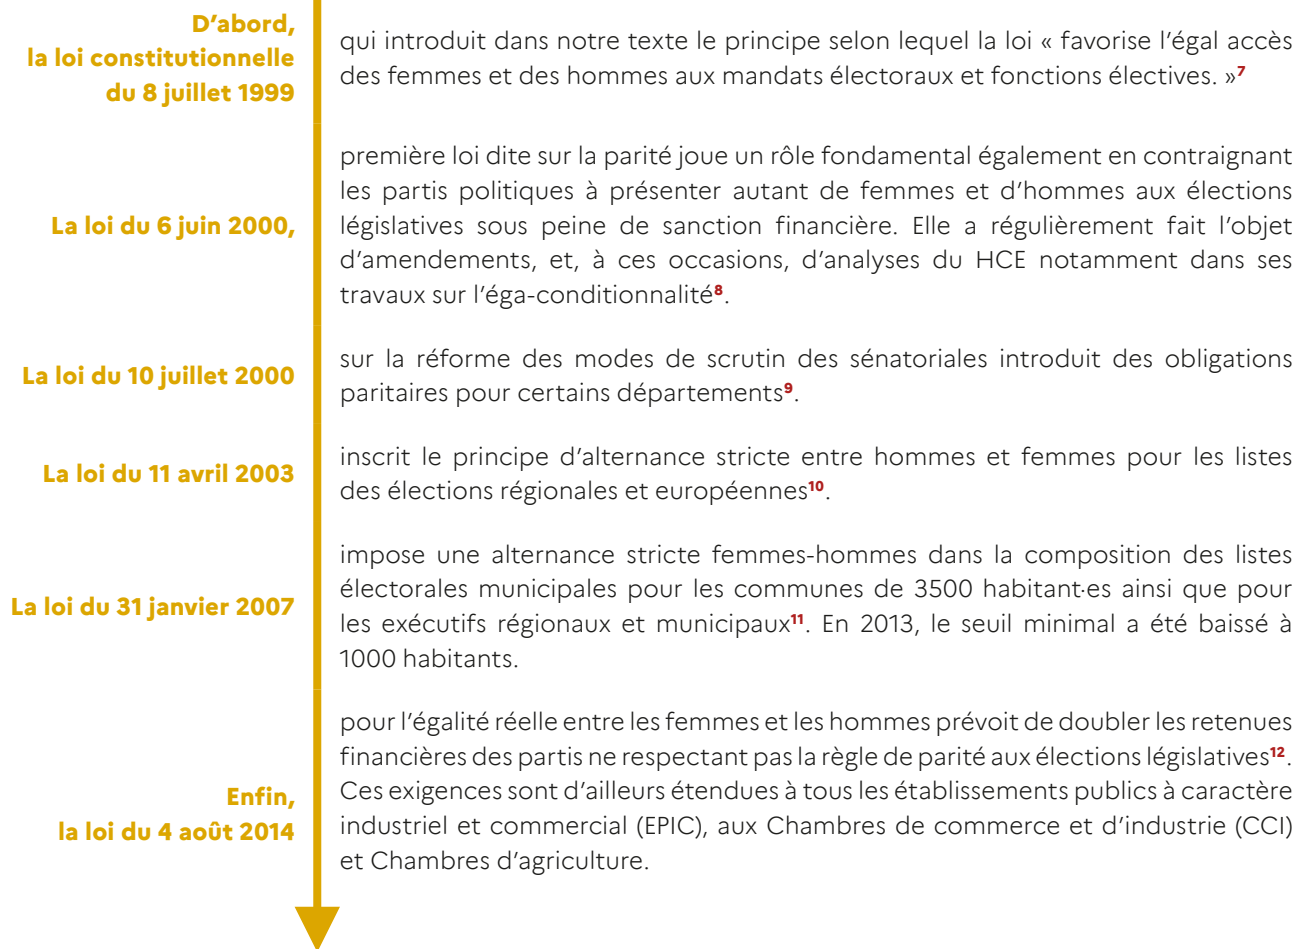 D’abord,
la loi constitutionnelle
du 8 juillet 1999
qui introduit dans notre texte le principe selon lequel la loi « favorise l’égal accès
des femmes et des hommes aux mandats électoraux et fonctions électives. »7
La loi du 6 juin 2000,
première loi dite sur la parité joue un rôle fondamental également en contraignant
les partis politiques à présenter autant de femmes et d’hommes aux élections
législatives sous peine de sanction financière. Elle a régulièrement fait l’objet
d’amendements, et, à ces occasions, d’analyses du HCE notamment dans ses
travaux sur l’éga-conditionnalité8.
La loi du 10 juillet 2000
sur la réforme des modes de scrutin des sénatoriales introduit des obligations
paritaires pour certains départements9.
La loi du 11 avril 2003
inscrit le principe d’alternance stricte entre hommes et femmes pour les listes
des élections régionales et européennes10.
La loi du 31 janvier 2007
impose une alternance stricte femmes-hommes dans la composition des listes
électorales municipales pour les communes de 3500 habitant·es ainsi que pour
les exécutifs régionaux et municipaux11. En 2013, le seuil minimal a été baissé à
1000 habitants.
Enfin,
la loi du 4 août 2014
pour l’égalité réelle entre les femmes et les hommes prévoit de doubler les retenues
financières des partis ne respectant pas la règle de parité aux élections législatives12.
Ces exigences sont d’ailleurs étendues à tous les établissements publics à caractère
industriel et commercial (EPIC), aux Chambres de commerce et d’industrie (CCI)
et Chambres d’agriculture.